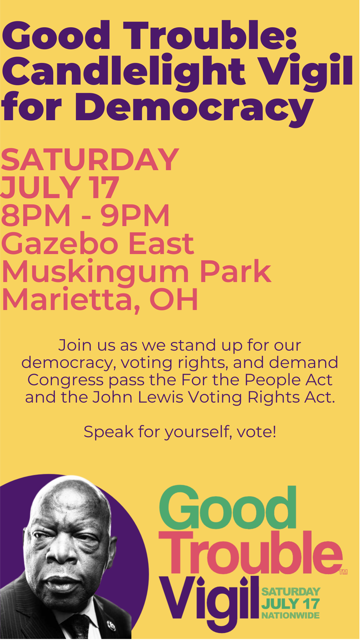 Good Trouble:
Candlelight Vigil
for Democracy
SATURDAY
JULY 17
8PM - 9PM
Gazebo East
Muskingum Park
Marietta, OH
Join us as we stand up for our
democracy, voting rights, and demand
Congress pass the For the People Act
and the John Lewis Voting Rights Act.
Speak for yourself, vote!
Good
Trouble
Vigil
SATURDAY
JULY 17
NATIONWIDE